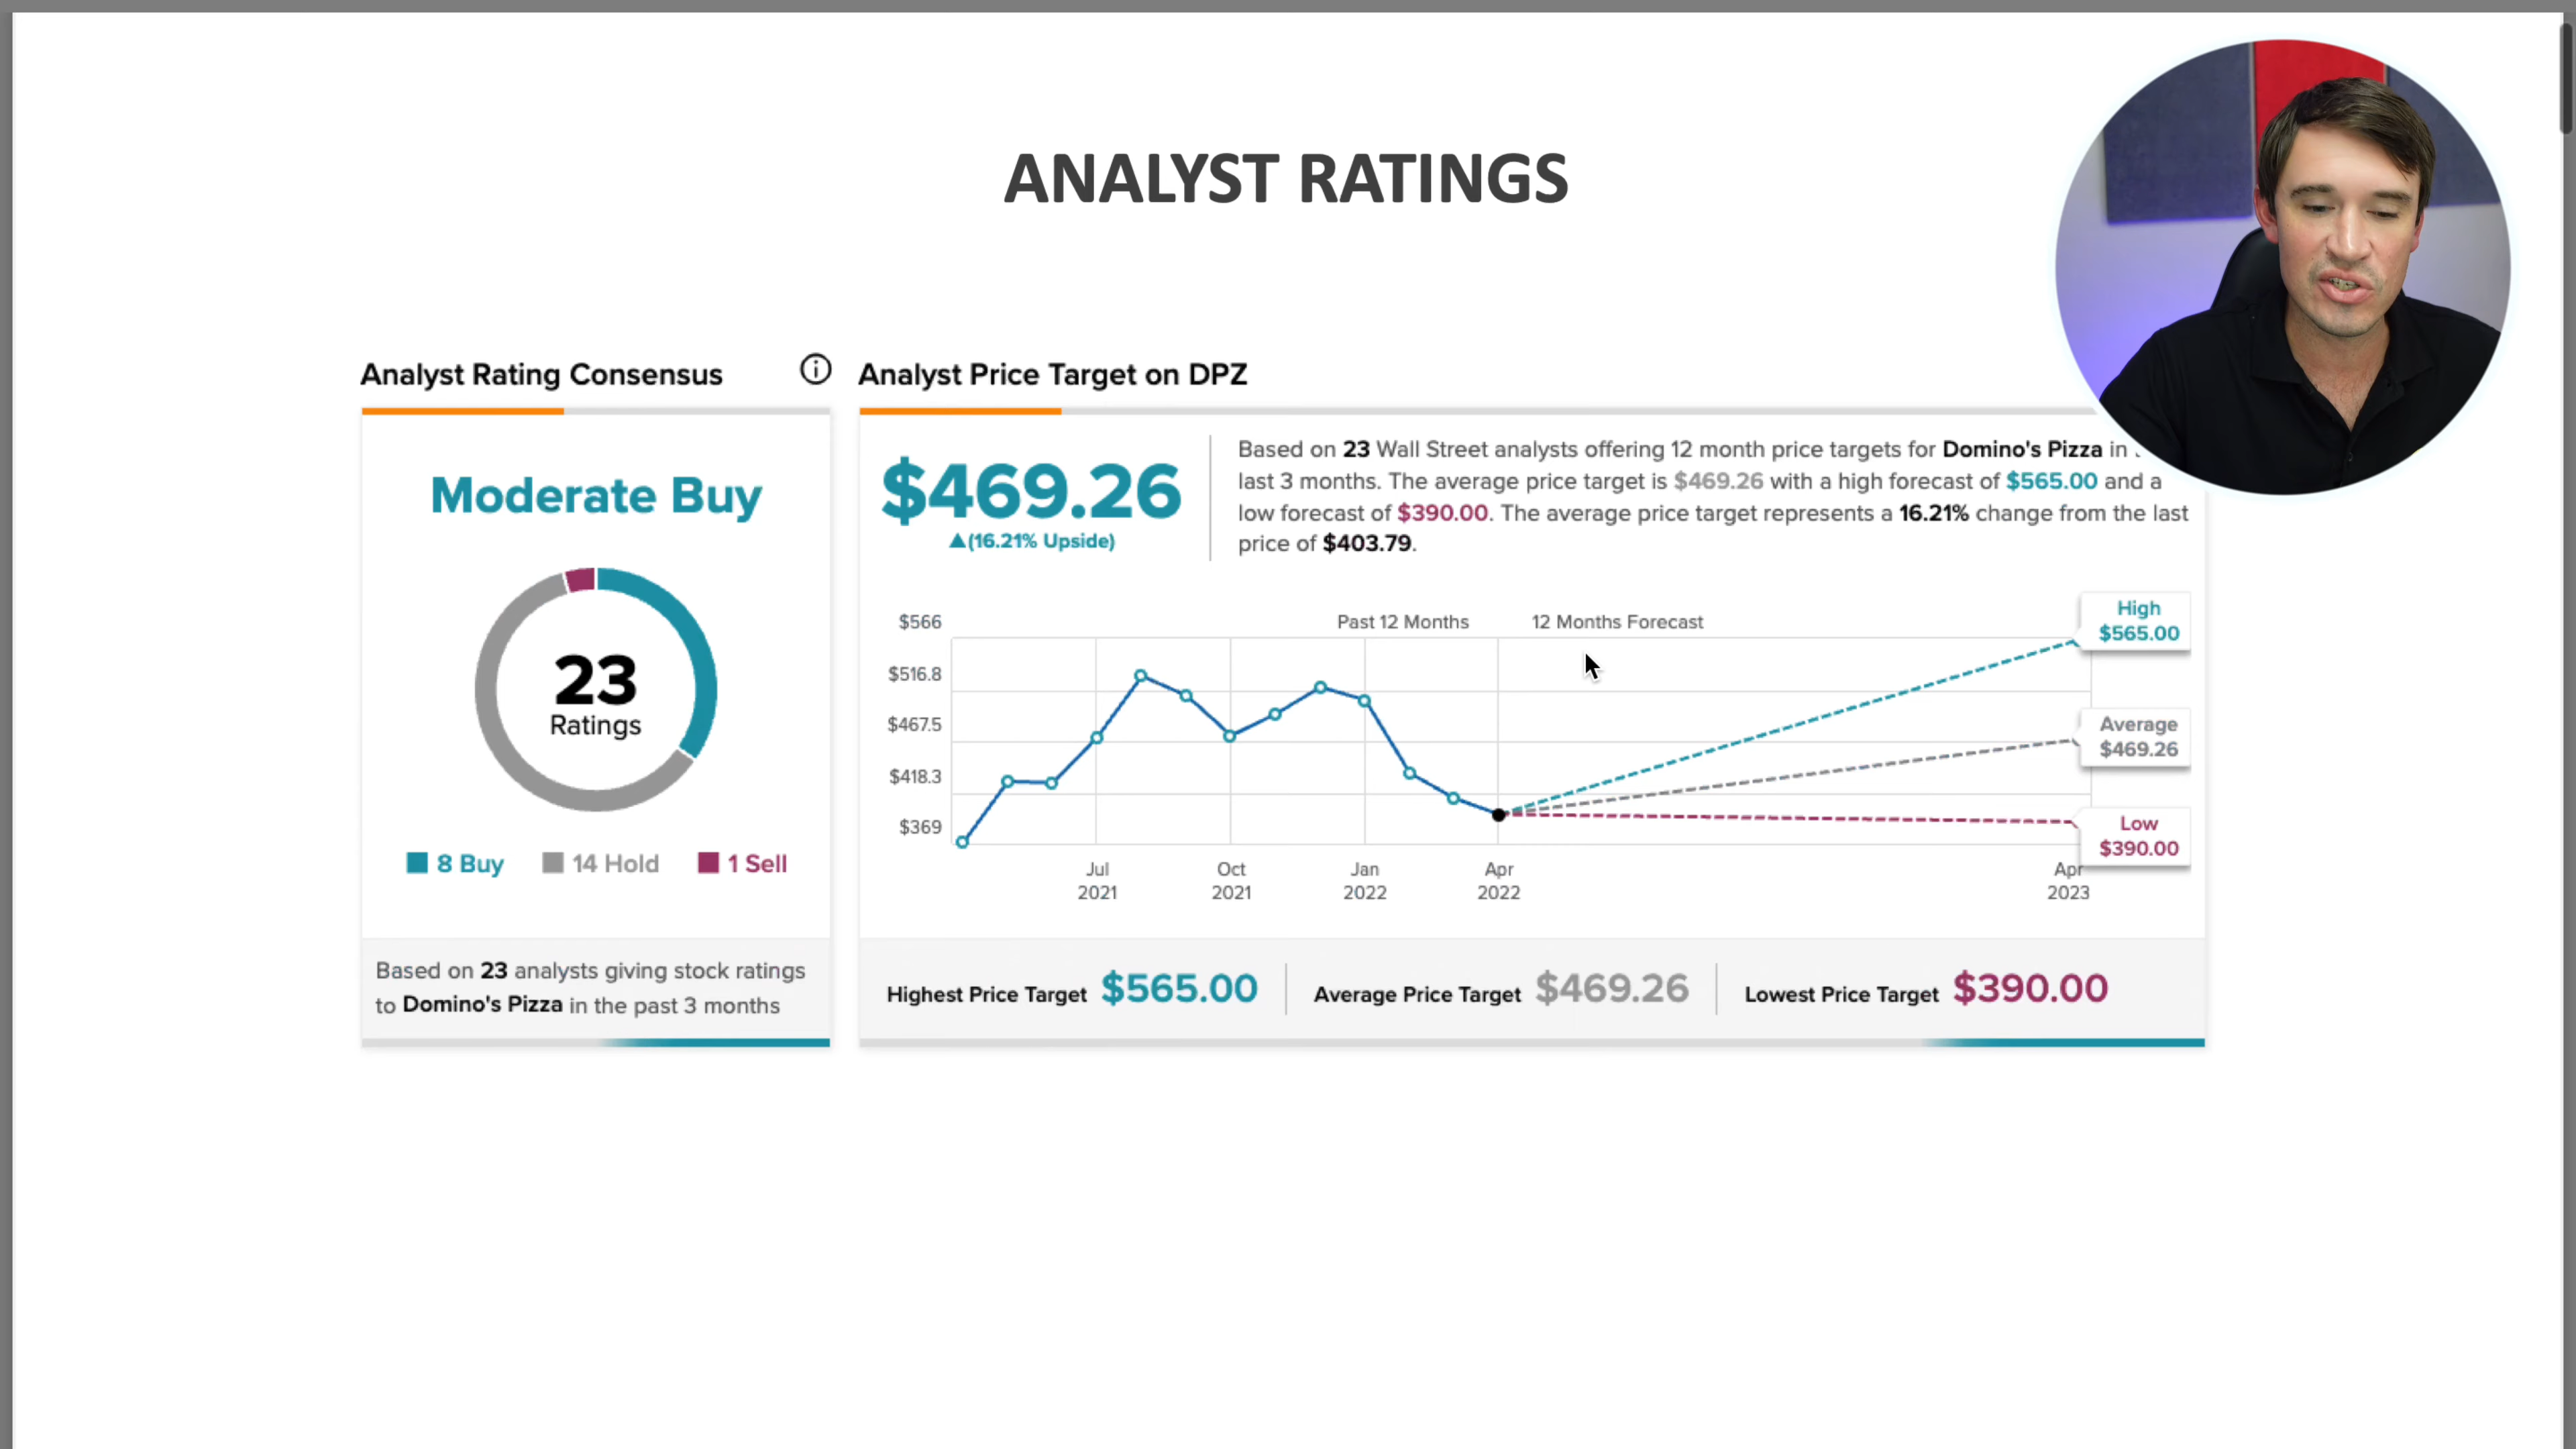 ANALYST RATINGS
Analyst Rating Consensus
Moderate Buy
23
Ratings
8 Buy 14 Hold 1 Sell
Based on 23 analysts giving stock ratings
to Domino's Pizza in the past 3 months
Analyst Price Target on DPZ
$469.26
▲(16.21% Upside)
Based on 23 Wall Street analysts offering 12 month price targets for Domino's Pizza in
last 3 months. The average price target is $469.26 with a high forecast of $565.00 and a
low forecast of $390.00. The average price target represents a 16.21% change from the last
price of $403.79.
Past 12 Months 12 Months Forecast
$566
$516.8
$467.5
$418.3
$369
High
$565.00
Average
$469.26
Low
$390.00
Jul
2021
Oct
2021
Jan
2022
Apr
2022
Apr
2023
Highest Price Target $565.00
Average Price Target $469.26
Lowest Price Target $390.00